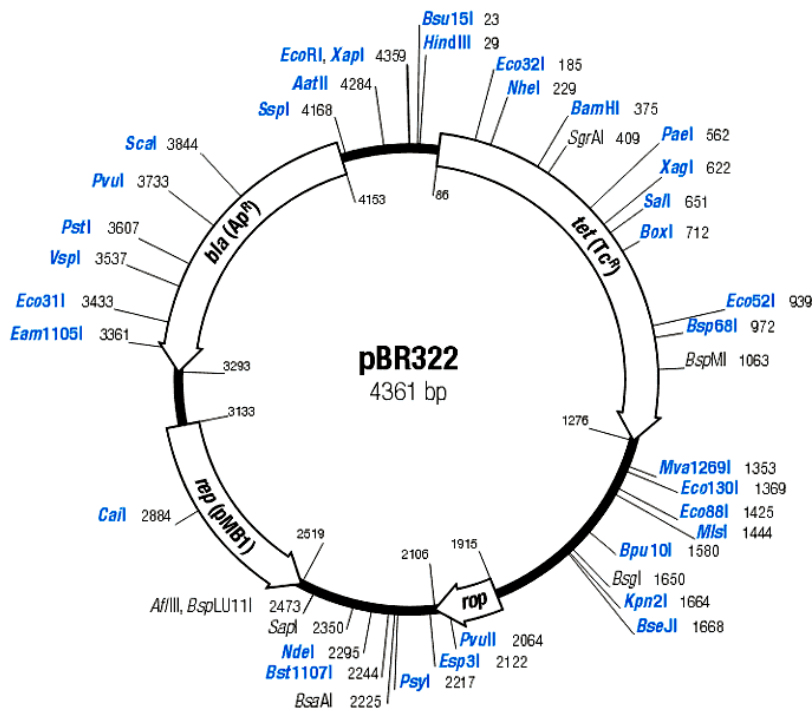 Bsu15I 23
HindIII 29
EcoRI, XapI 4359
AatII 4284
SspI 4168
Eco32I 185
NheI 229
BamHI 375
SgrAI 409
PaeI 562
XagI 622
SalI 651
BoxI 712
ScaI 3844
PvuI 3733
PstI 3607
VspI 3537
Eco31I 3433
Eam1105I 3361
4153
86
bla (ApR)
tet (TcR)
Eco52I 939
Bsp68I 972
BspMI 1063
pBR322
4361 bp
3293
3133
1276
Mva1269I 1353
Eco130I 1369
Eco88I 1425
MlsI 1444
Bpu10I 1580
BsgI 1650
Kpn2I 1664
BseJI 1668
CaiI 2884
rep (pMB1)
2519
2106
1915
rop
AflIII, BspLU11I 2473
SapI 2350
NdeI 2295
Bst1107I 2244
BsaAI 2225
PvuII 2064
Esp3I 2122
PsyI 2217